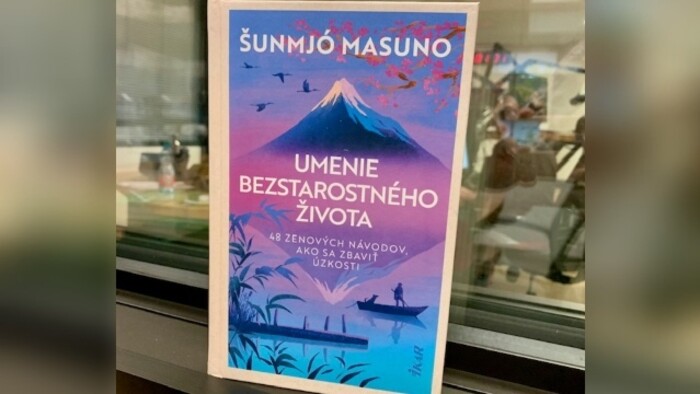 ŠUNMJÓ MASUNO
UMENIE
BEZSTAROSTNÉHO
ŽIVOTA
48 ZENOVÝCH NÁVODOV,
AKO SA ZBAVIŤ
ÚZKOSTI
IKAR